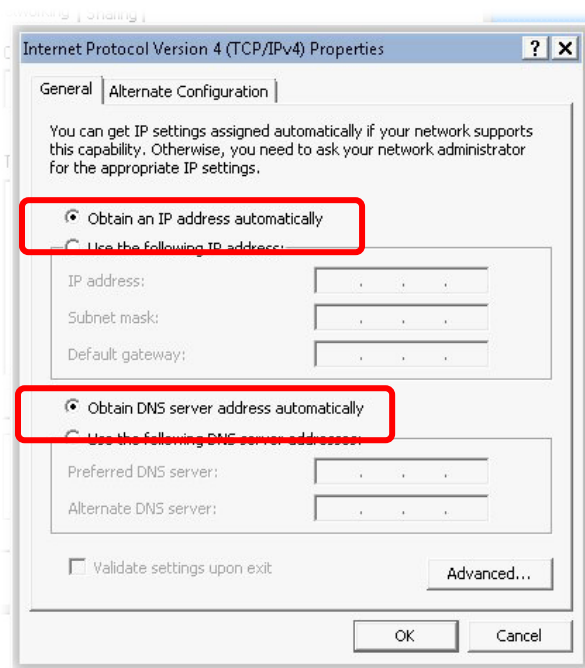 Sharing
Internet Protocol Version 4 (TCP/IPv4) Properties
General
Alternate Configuration
You can get IP settings assigned automatically if your network supports
this capability. Otherwise, you need to ask your network administrator
for the appropriate IP settings.
Obtain an IP address automatically
Use the following IP address:
IP address:
Subnet mask:
Default gateway:
Obtain DNS server address automatically
Use the following DNS server addresses:
Preferred DNS server:
Alternate DNS server:
Validate settings upon exit
Advanced...
OK
Cancel